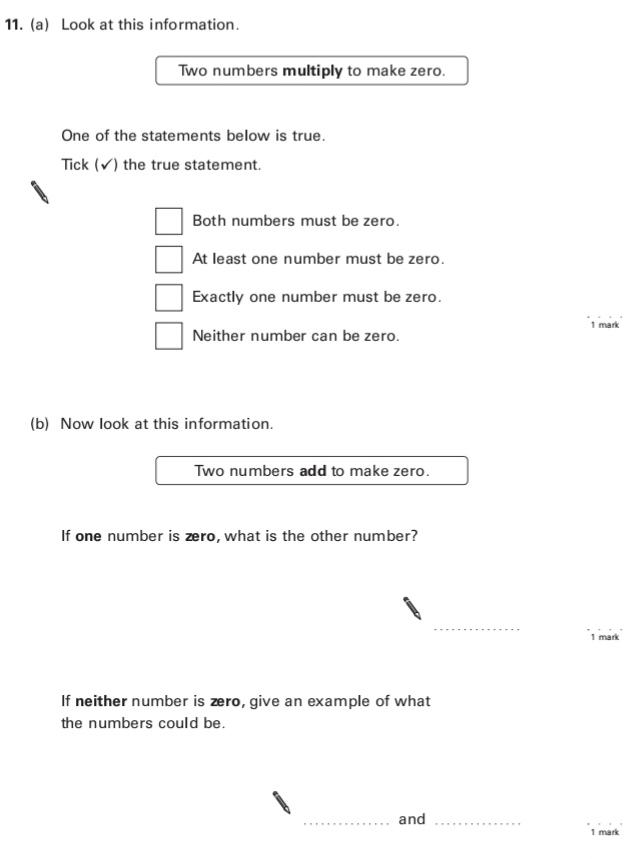 11. (a) Look at this information.
Two numbers multiply to make zero.
One of the statements below is true.
Tick (✓) the true statement.
Both numbers must be zero.
At least one number must be zero.
Exactly one number must be zero.
Neither number can be zero.
1 mark
(b) Now look at this information.
Two numbers add to make zero.
If one number is zero, what is the other number?
1 mark
If neither number is zero, give an example of what
the numbers could be.
and
1 mark